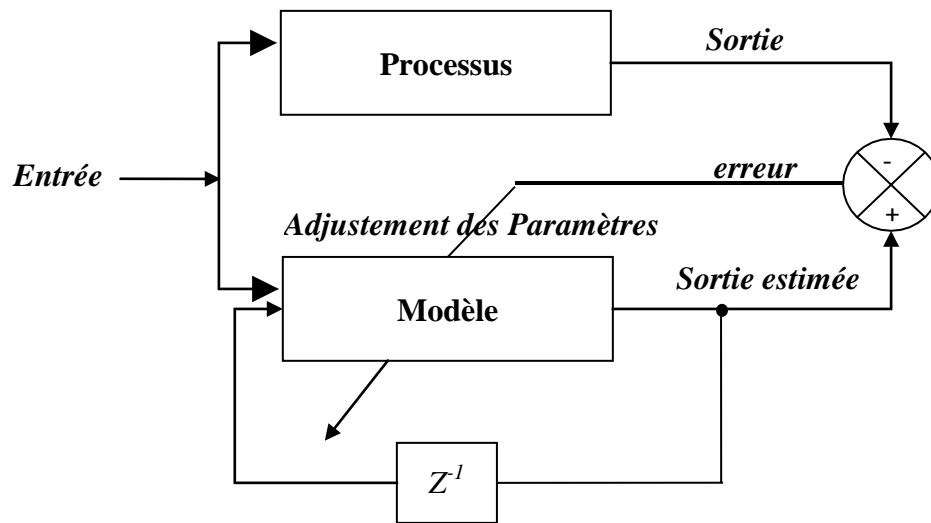 Sortie
Processus
-
Entrée
erreur
+
Adjustement des Paramètres
Sortie estimée
Modèle
Z⁻¹